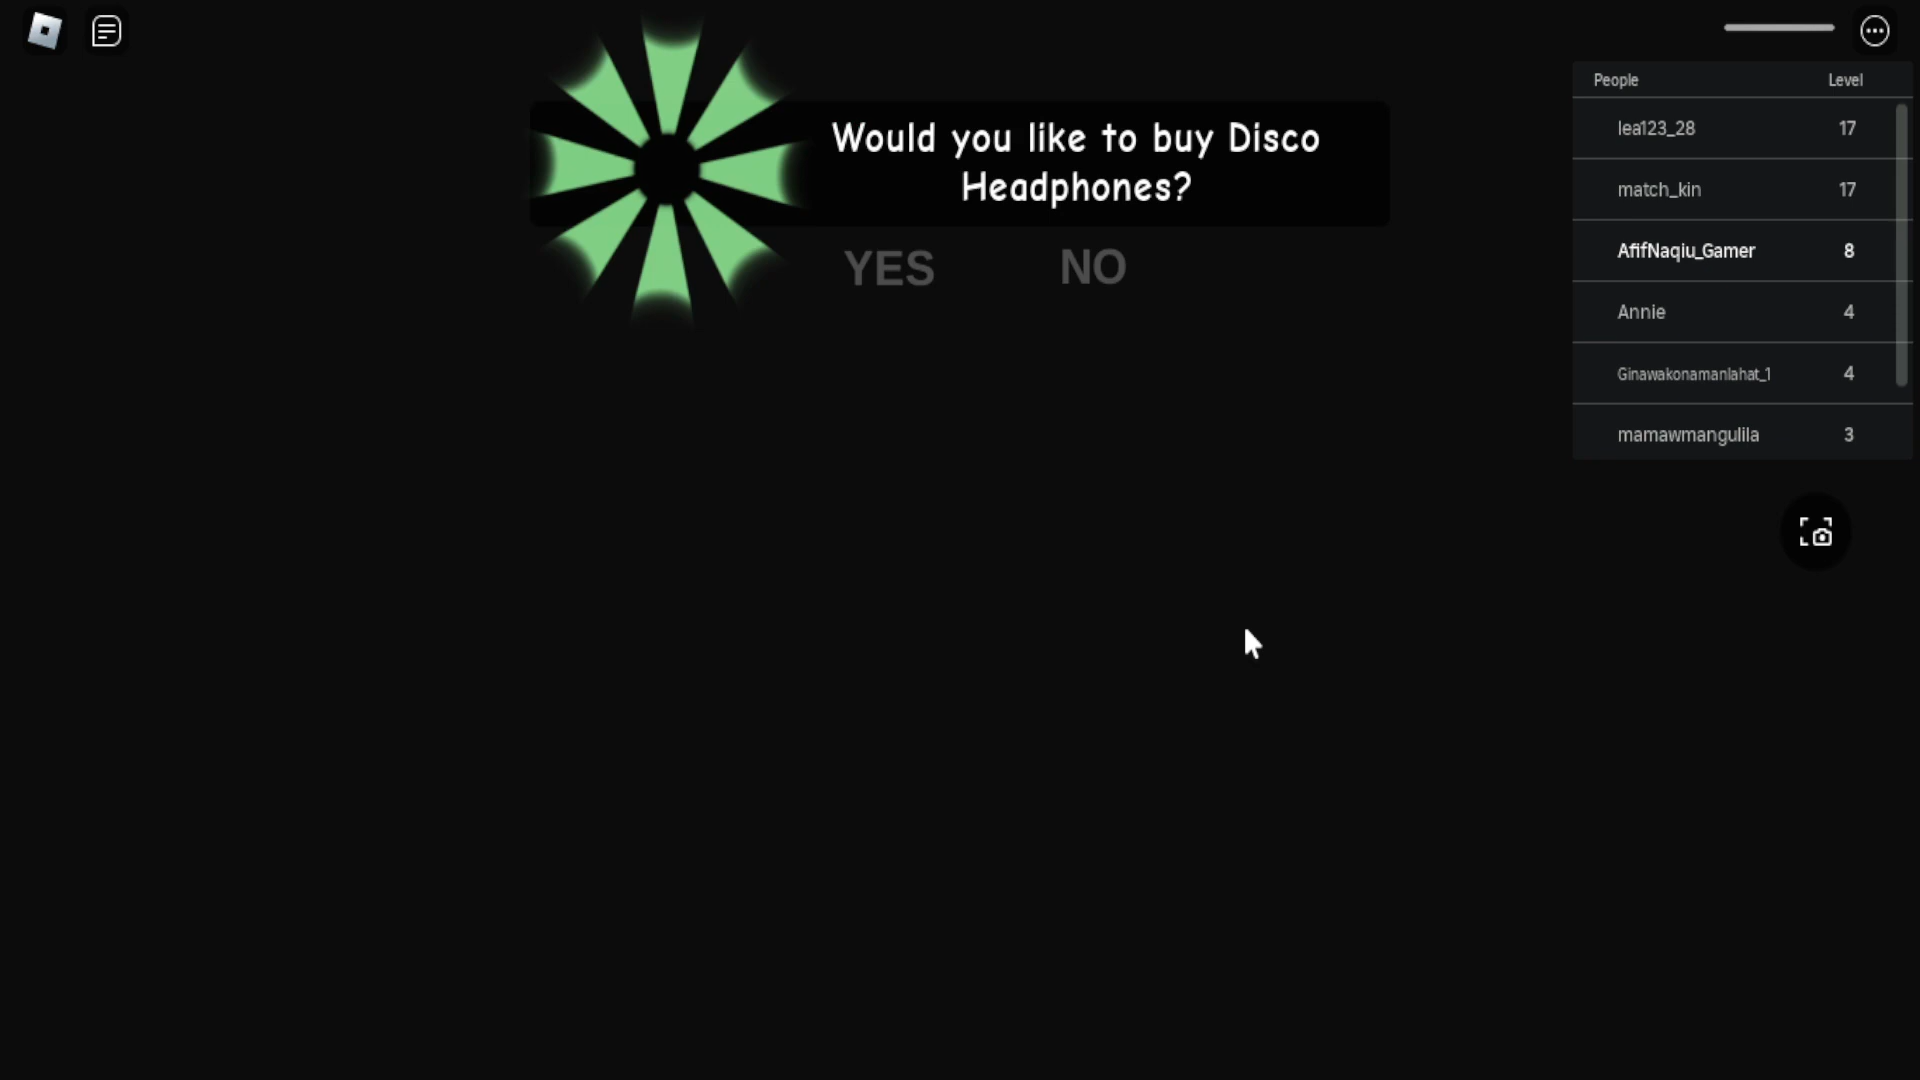 Would you like to buy Disco
Headphones?
YES NO
People Level
lea123_28 17
match_kin 17
AfifNaqiu_Gamer 8
Annie 4
Ginawakonamanlahat_1 4
mamawmangulila 3